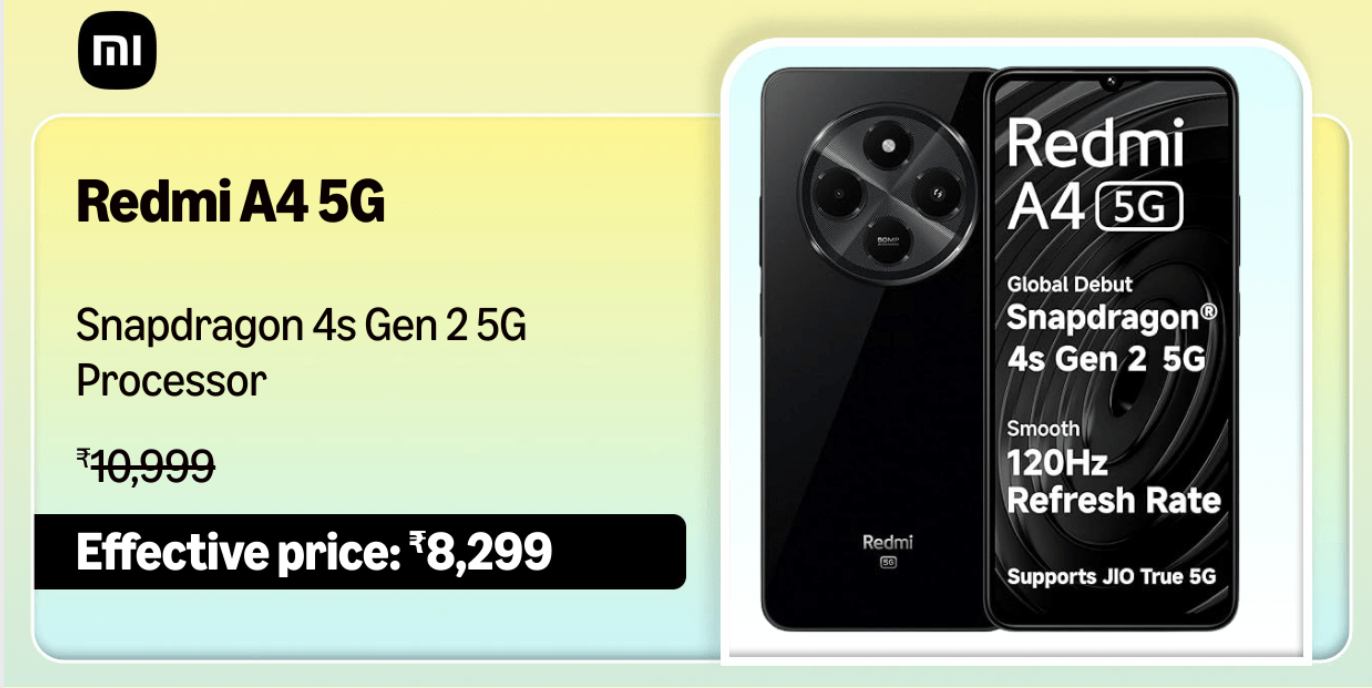 mi
Redmi A4 5G
Snapdragon 4s Gen 2 5G
Processor
₹10,999
Effective price: ₹8,299
50MP
Redmi
5G
Redmi
A4 5G
Global Debut
Snapdragon®
4s Gen 2 5G
Smooth
120Hz
Refresh Rate
Supports JIO True 5G